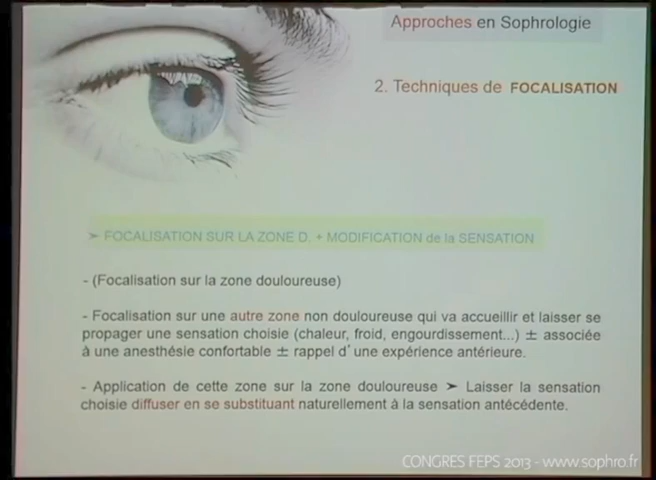 Approches en Sophrologie
2. Techniques de FOCALISATION
➤ FOCALISATION SUR LA ZONE D. + MODIFICATION de la SENSATION
- (Focalisation sur la zone douloureuse)
- Focalisation sur une autre zone non douloureuse qui va accueillir et laisser se
propager une sensation choisie (chaleur, froid, engourdissement...) ± associée
à une anesthésie confortable ± rappel d'une expérience antérieure.
- Application de cette zone sur la zone douloureuse ➤ Laisser la sensation
choisie diffuser en se substituant naturellement à la sensation antécédente.
CONGRES FEPS 2013 - www.sophro.fr